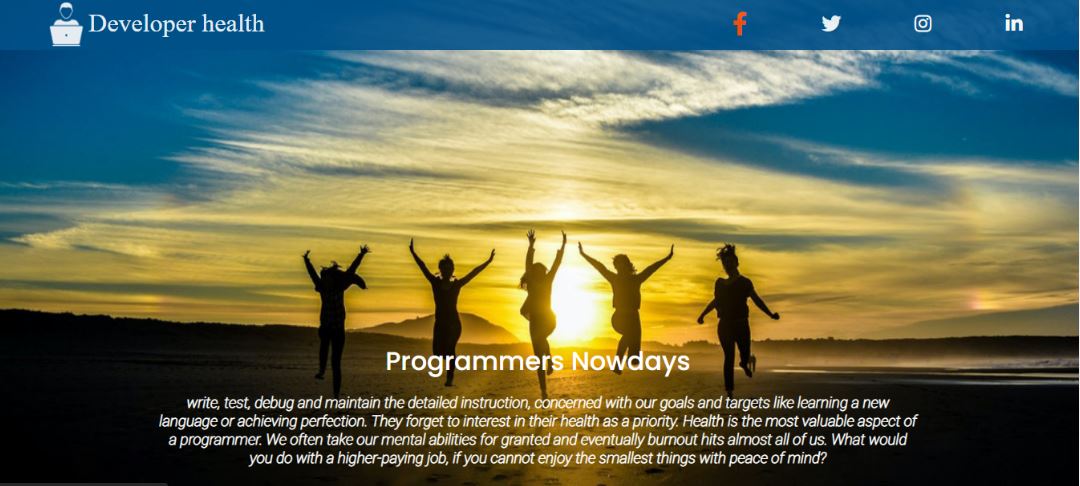 Developer health
Programmers Nowdays
write, test, debug and maintain the detailed instruction, concerned with our goals and targets like learning a new
language or achieving perfection. They forget to interest in their health as a priority. Health is the most valuable aspect of
a programmer. We often take our mental abilities for granted and eventually burnout hits almost all of us. What would
you do with a higher-paying job, if you cannot enjoy the smallest things with peace of mind?